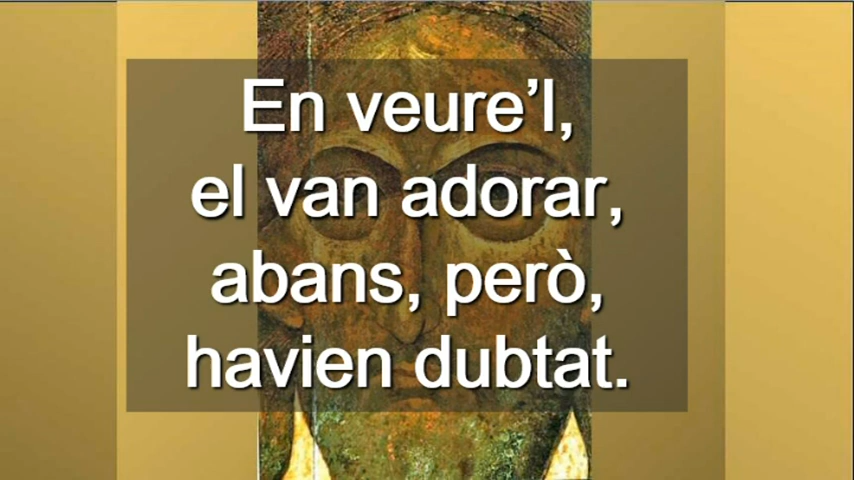 En veure’l,
el van adorar,
abans, però,
havien dubtat.